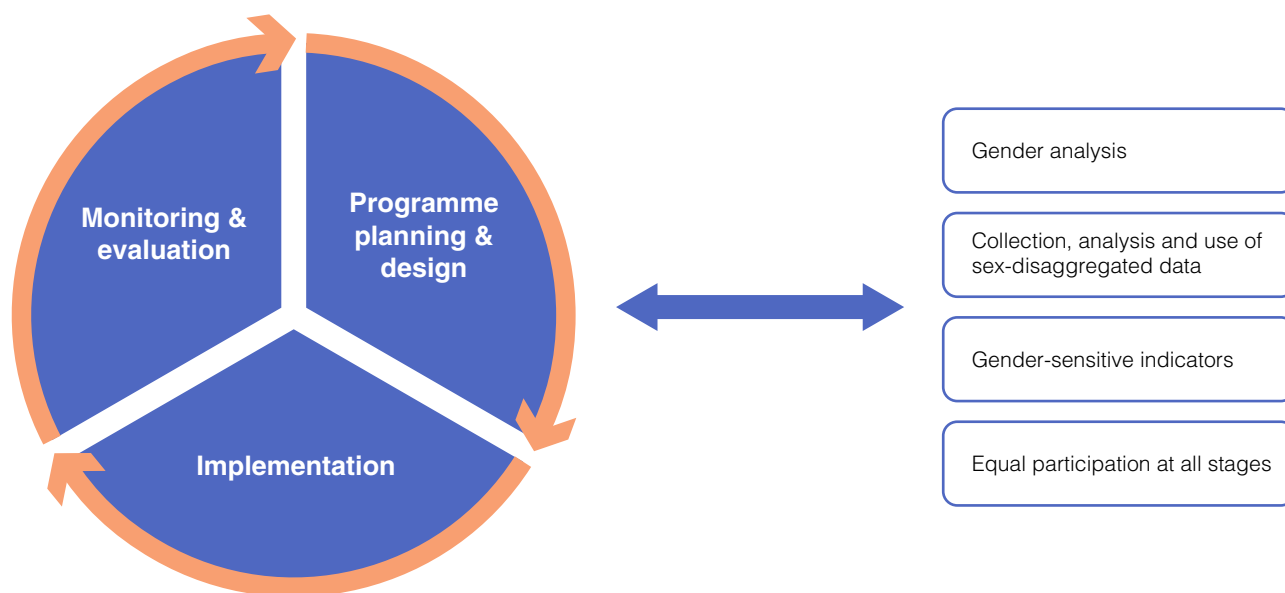 Monitoring &
evaluation
Programme
planning &
design
Implementation
Gender analysis
Collection, analysis and use of
sex-disaggregated data
Gender-sensitive indicators
Equal participation at all stages